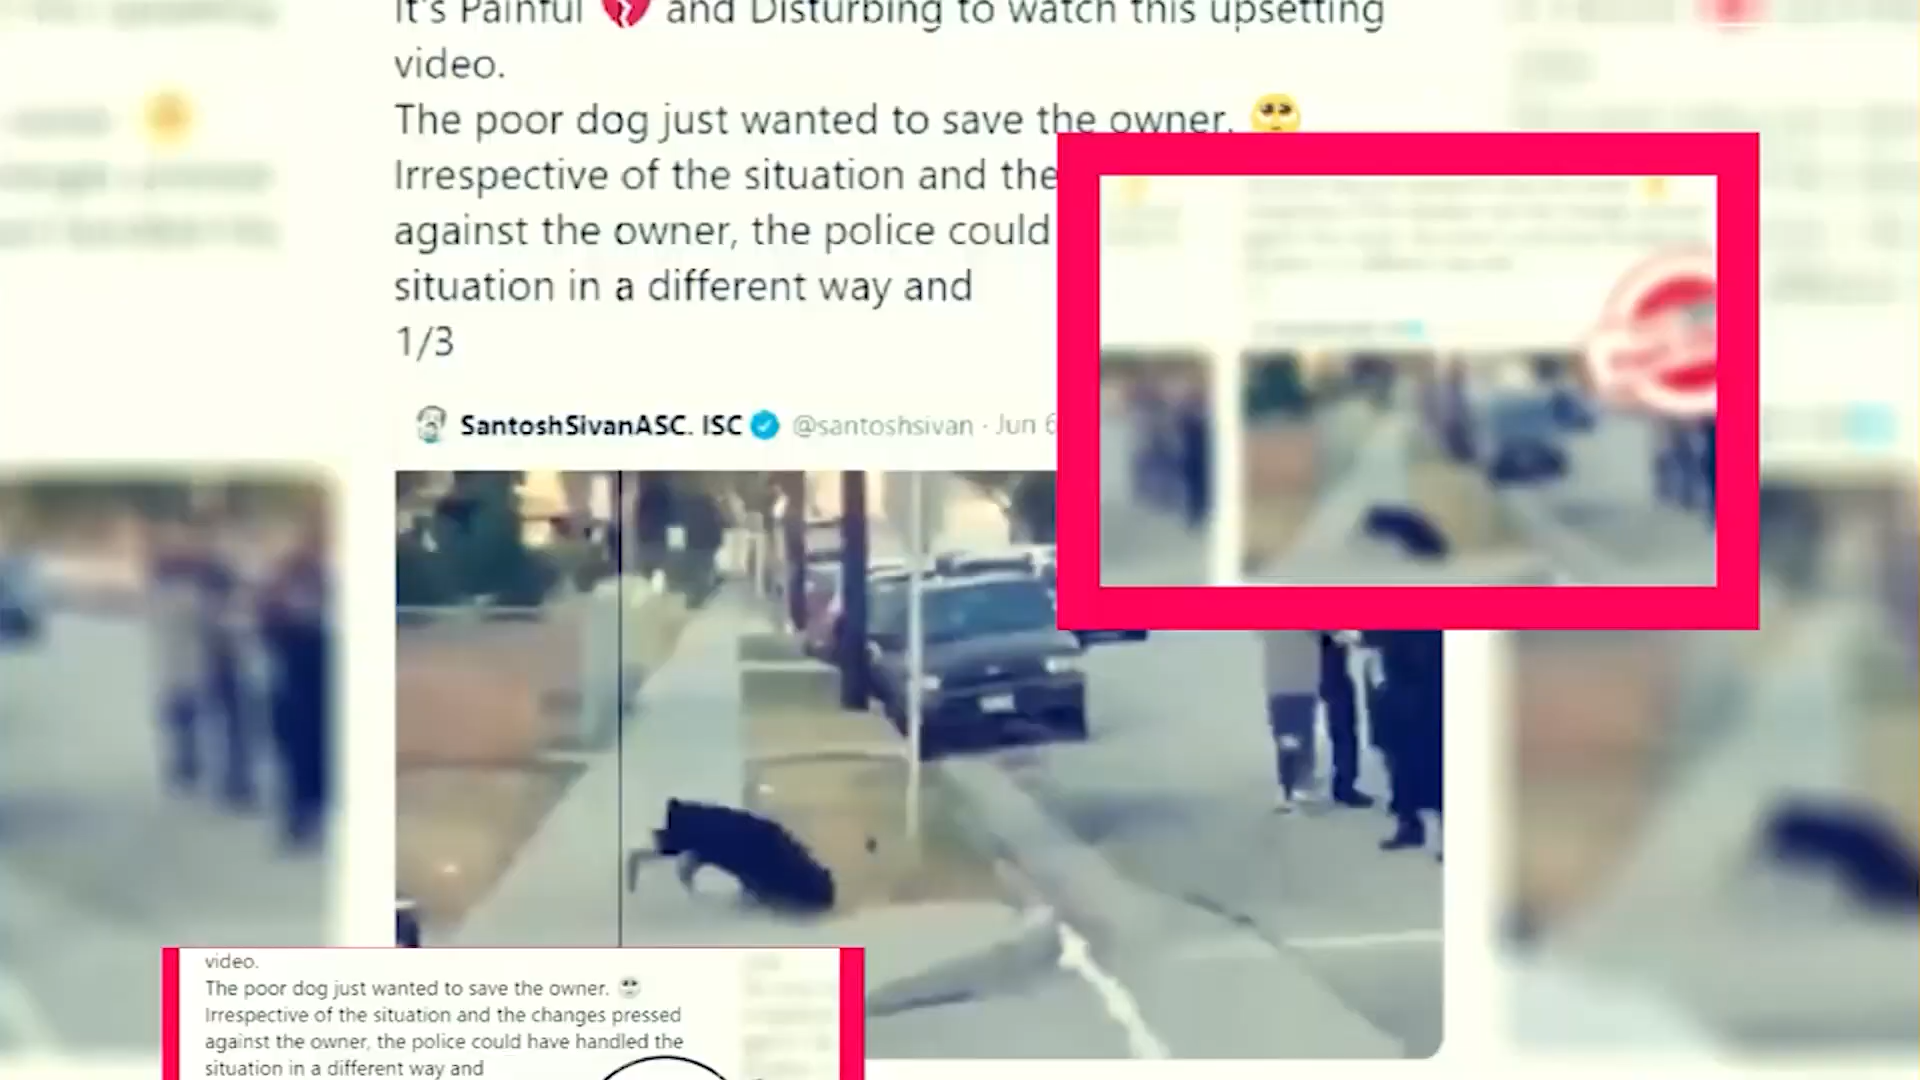 It's Painful 💔 and Disturbing to watch this upsetting
video.
The poor dog just wanted to save the owner. 🥺
Irrespective of the situation and the
against the owner, the police could
situation in a different way and
1/3
SantoshSivanASC. ISC @santoshsivan · Jun 6
video.
The poor dog just wanted to save the owner. 🥺
Irrespective of the situation and the changes pressed
against the owner, the police could have handled the
situation in a different way and